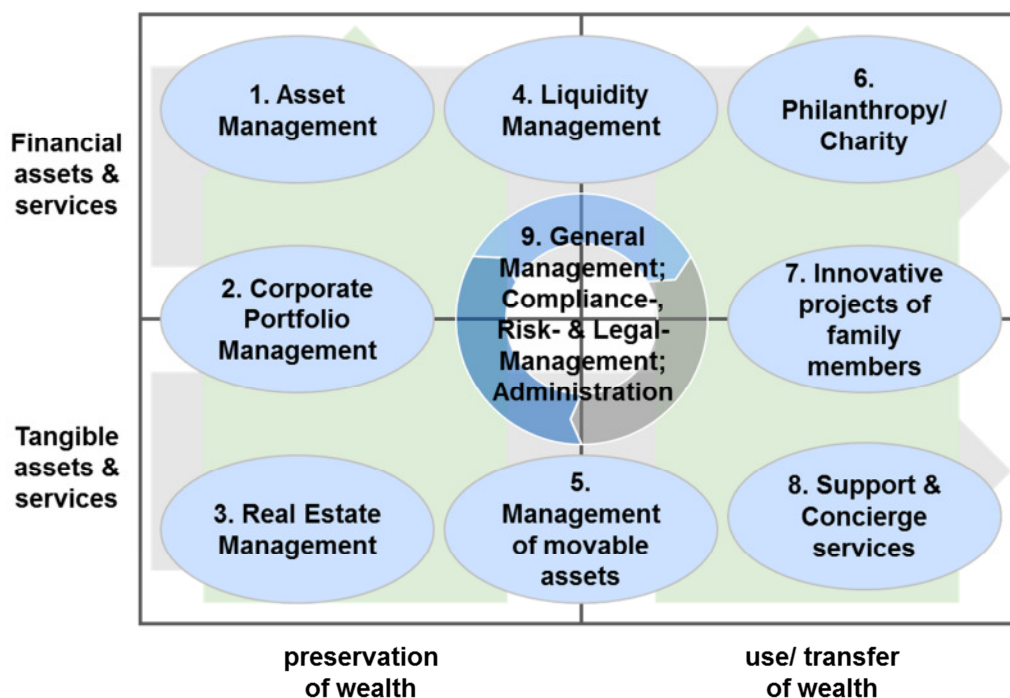 1. Asset
Management
4. Liquidity
Management
6.
Philanthropy/
Charity
Financial
assets &
services
2. Corporate
Portfolio
Management
9. General
Management;
Compliance-,
Risk- & Legal-
Management;
Administration
7. Innovative
projects of
family
members
Tangible
assets &
services
3. Real Estate
Management
5.
Management
of movable
assets
8. Support &
Concierge
services
preservation
of wealth
use/ transfer
of wealth